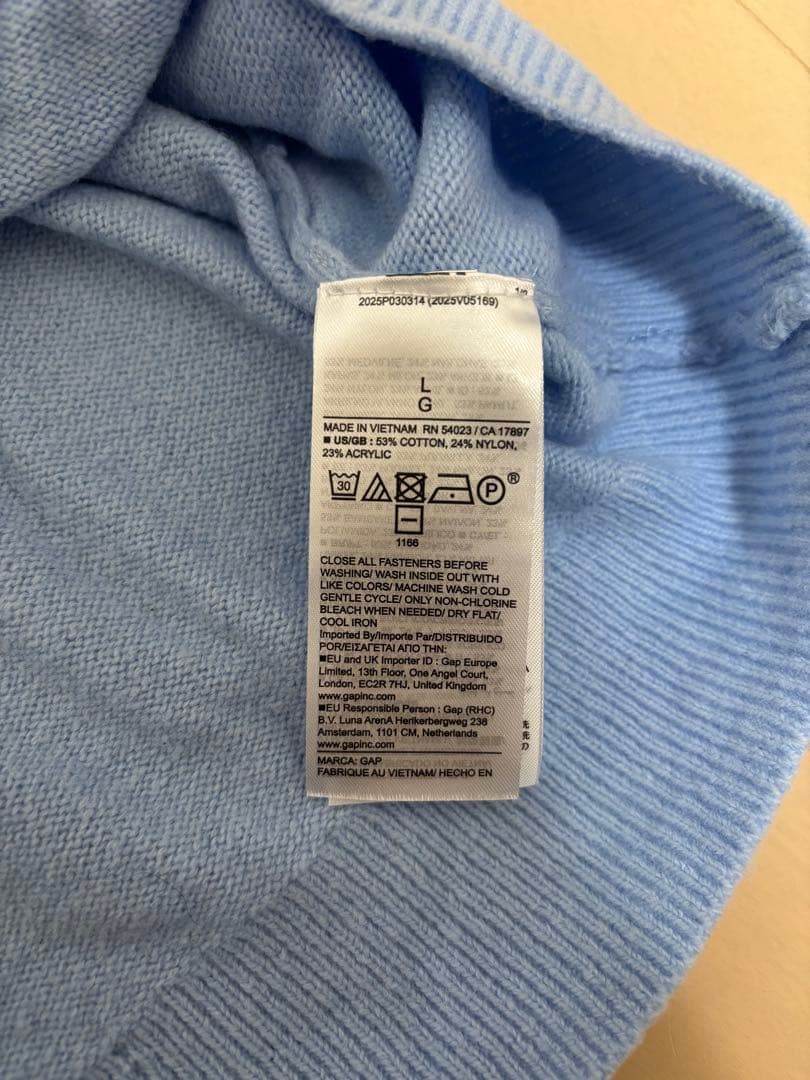 2025P030314 (2025V05169)
L
G
MADE IN VIETNAM RN 54023 / CA 17897
■ US/GB : 53% COTTON, 24% NYLON,
23% ACRYLIC
30
P®
1166
CLOSE ALL FASTENERS BEFORE
WASHING/ WASH INSIDE OUT WITH
LIKE COLORS/ MACHINE WASH COLD
GENTLE CYCLE/ ONLY NON-CHLORINE
BLEACH WHEN NEEDED/ DRY FLAT/
COOL IRON
Imported By/Importe Par/DISTRIBUIDO
POR/ΕΙΣΑΓΕΤΑΙ ΑΠΟ ΤΗΝ:
■EU and UK Importer ID : Gap Europe
Limited, 13th Floor, One Angel Court,
London, EC2R 7HJ, United Kingdom
www.gapinc.com
■EU Responsible Person : Gap (RHC)
B.V. Luna ArenA Herikerbergweg 238
Amsterdam, 1101 CM, Netherlands
www.gapinc.com
MARCA: GAP
FABRIQUE AU VIETNAM/ HECHO EN